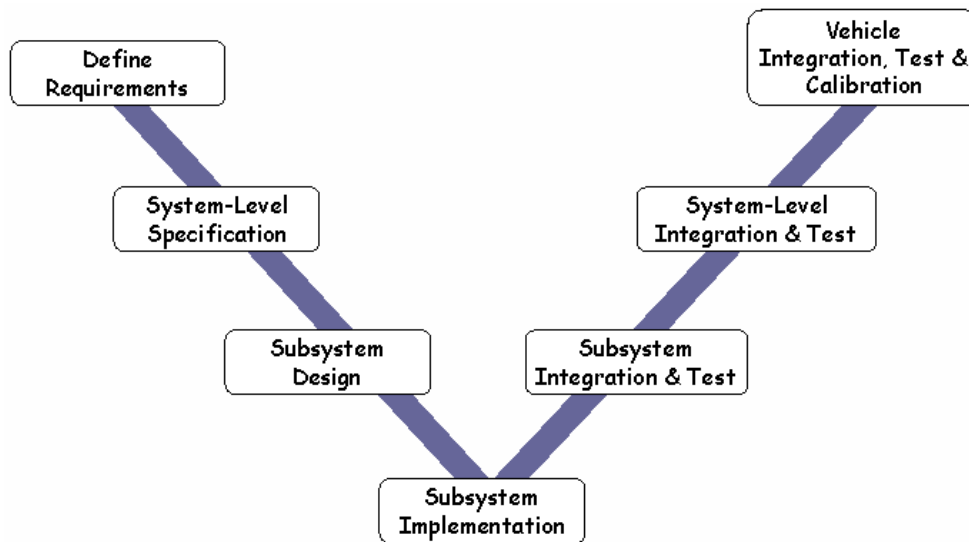 Define
Requirements
System-Level
Specification
Subsystem
Design
Subsystem
Implementation
Subsystem
Integration & Test
System-Level
Integration & Test
Vehicle
Integration, Test &
Calibration